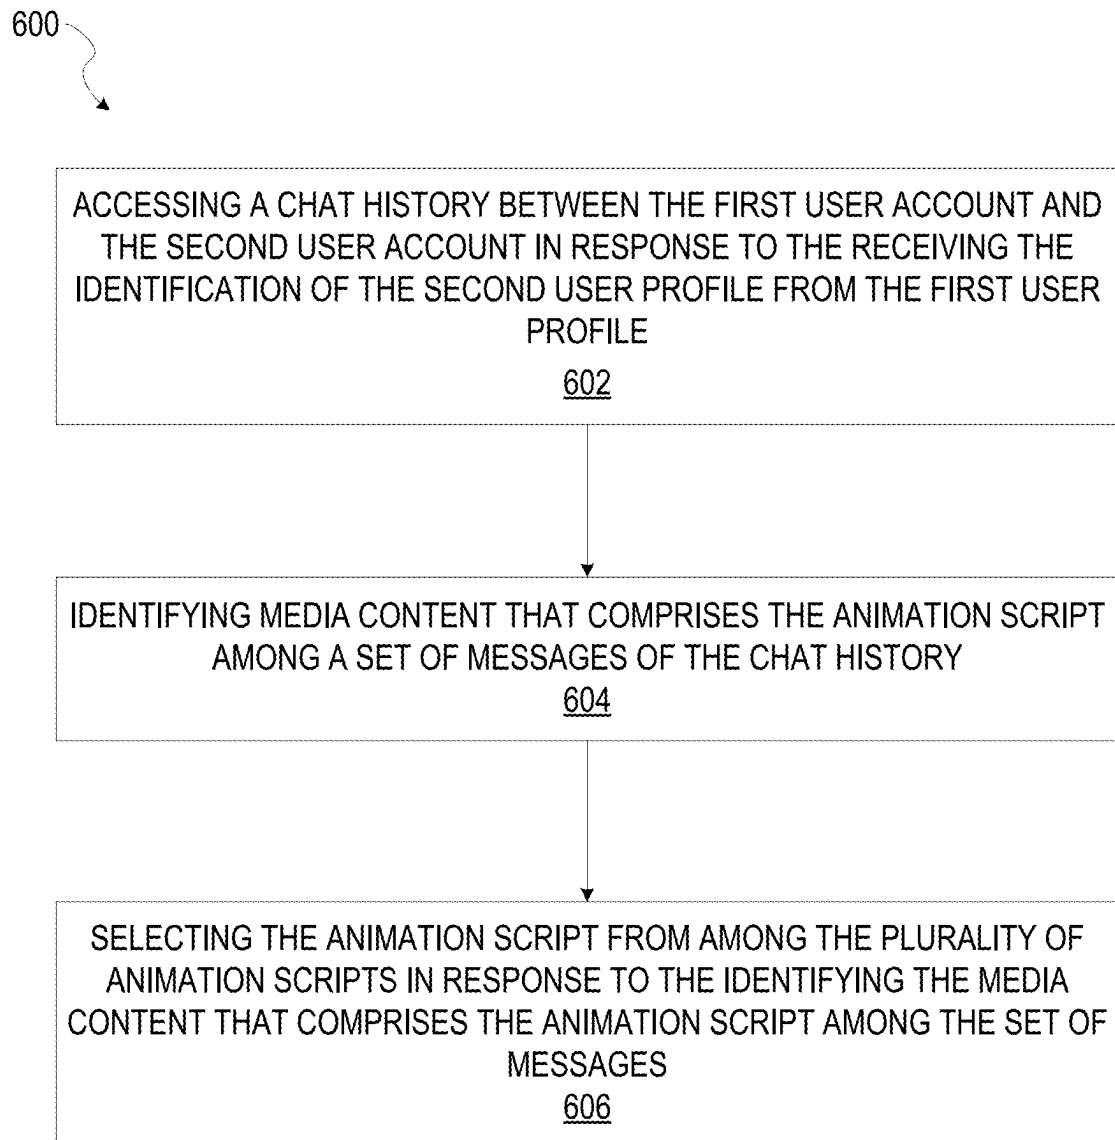 600
ACCESSING A CHAT HISTORY BETWEEN THE FIRST USER ACCOUNT AND
THE SECOND USER ACCOUNT IN RESPONSE TO THE RECEIVING THE
IDENTIFICATION OF THE SECOND USER PROFILE FROM THE FIRST USER
PROFILE
602
IDENTIFYING MEDIA CONTENT THAT COMPRISES THE ANIMATION SCRIPT
AMONG A SET OF MESSAGES OF THE CHAT HISTORY
604
SELECTING THE ANIMATION SCRIPT FROM AMONG THE PLURALITY OF
ANIMATION SCRIPTS IN RESPONSE TO THE IDENTIFYING THE MEDIA
CONTENT THAT COMPRISES THE ANIMATION SCRIPT AMONG THE SET OF
MESSAGES
606